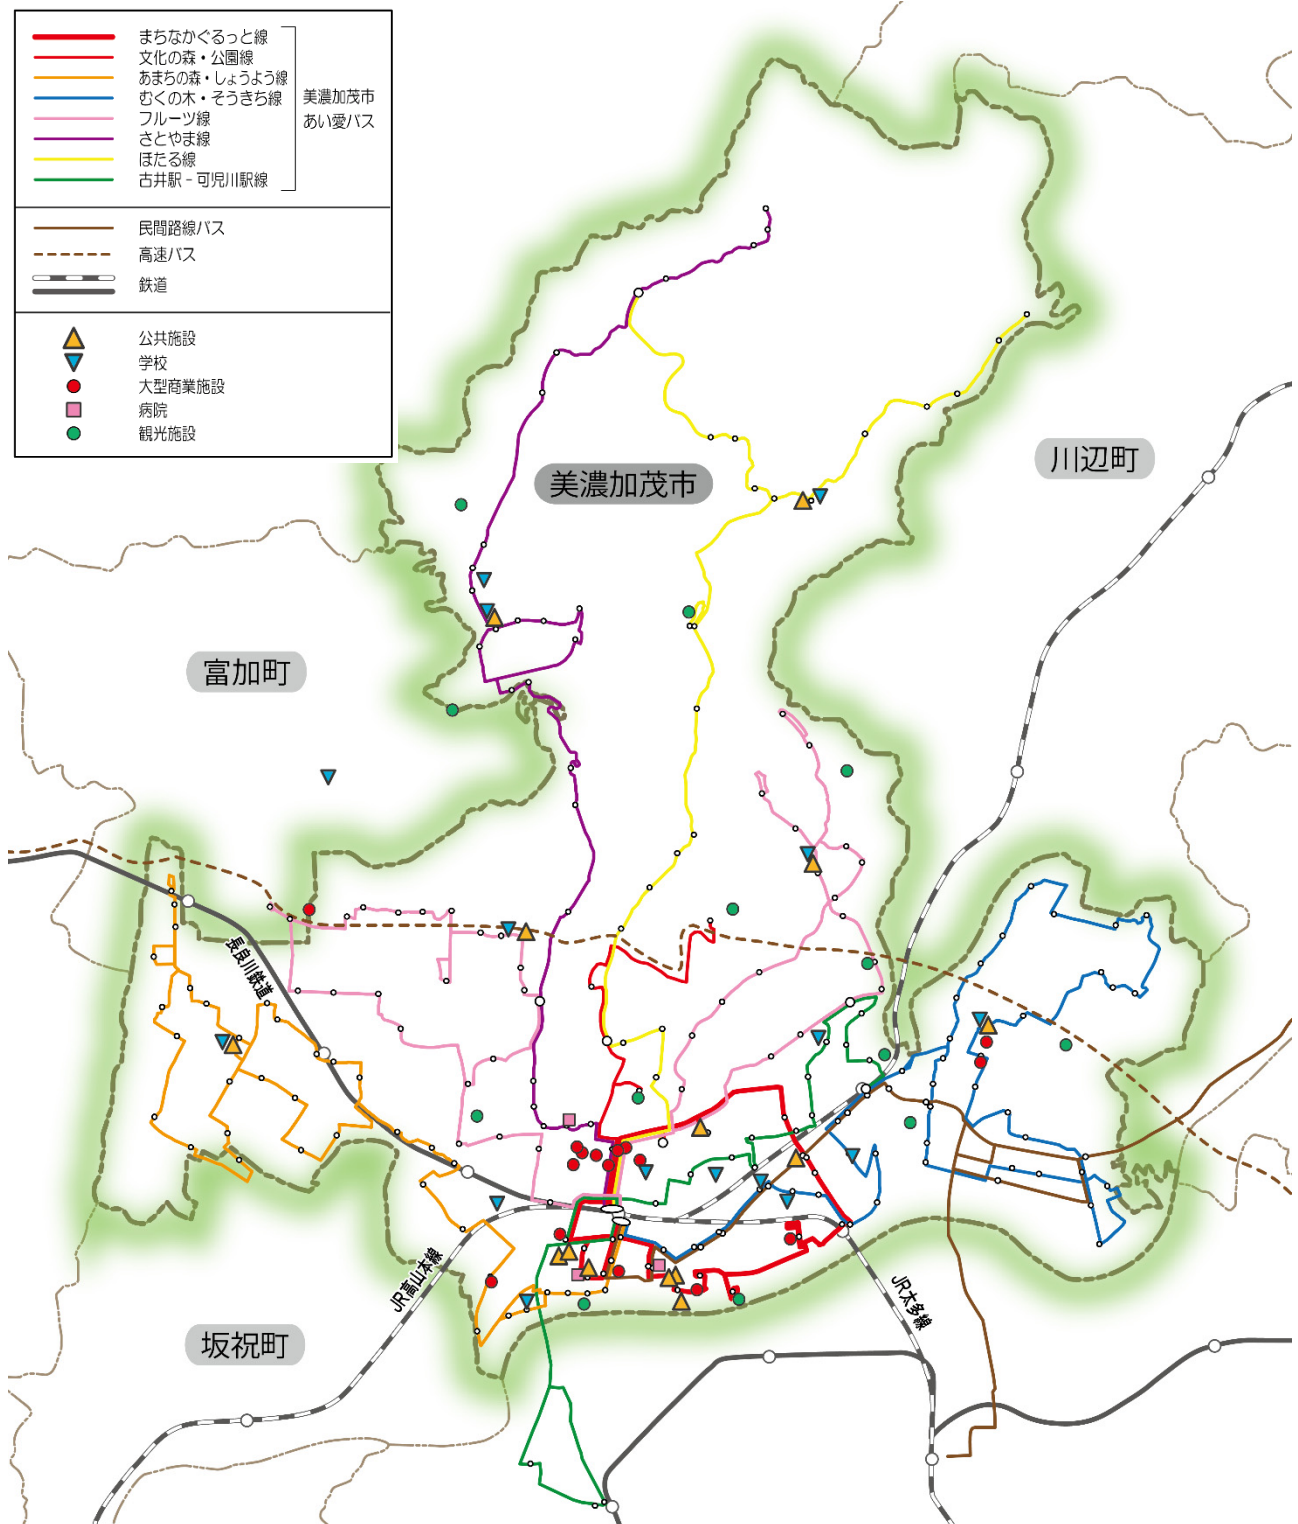 まちなかぐるっと線
文化の森・公園線
あまちの森・しょうよう線
むくの木・そうきち線
フルーツ線
さとやま線
ほたる線
古井駅－可児川駅線
美濃加茂市
あい愛バス
民間路線バス
高速バス
鉄道
公共施設
学校
大型商業施設
病院
観光施設
川辺町
美濃加茂市
富加町
長良川鉄道
JR高山本線
JR太多線
坂祝町